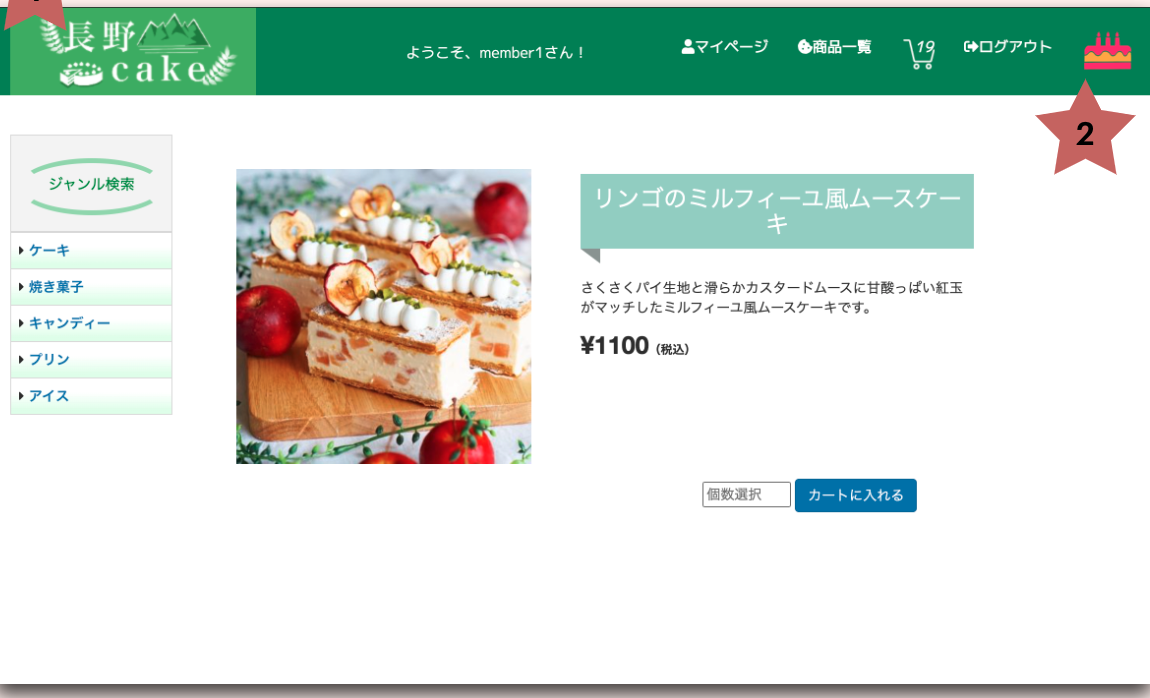 長野
cake
ようこそ、member1さん！
マイページ
商品一覧
19
ログアウト
2
ジャンル検索
ケーキ
焼き菓子
キャンディー
プリン
アイス
リンゴのミルフィーユ風ムースケー
キ
さくさくパイ生地と滑らかカスタードムースに甘酸っぱい紅玉
がマッチしたミルフィーユ風ムースケーキです。
¥1100 (税込)
個数選択
カートに入れる